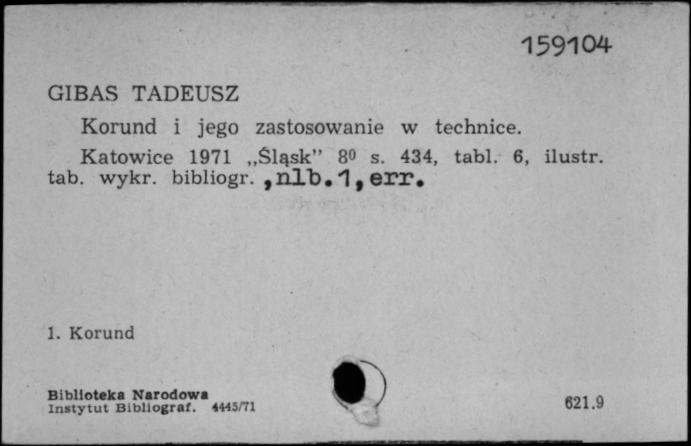 159104
GIBAS TADEUSZ
Korund i jego zastosowanie w technice.
Katowice 1971 „Śląsk” 8⁰ s. 434, tabl. 6, ilustr.
tab. wykr. bibliogr. ,nlb.1,err.
1. Korund
Biblioteka Narodowa
Instytut Bibliograf. 4445/71
621.9